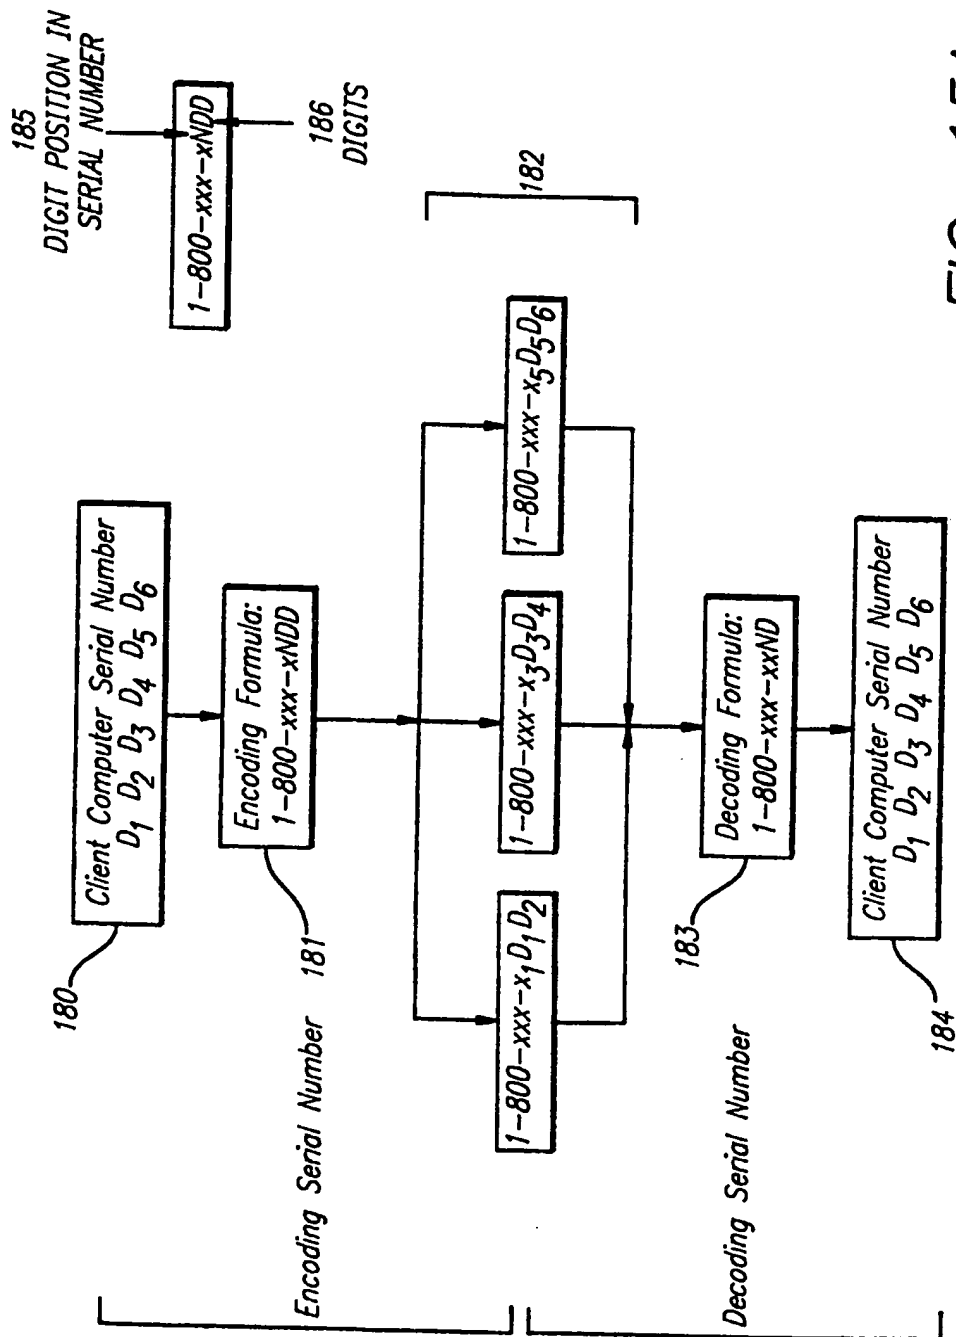 185
DIGIT POSITION IN
SERIAL NUMBER
1-800-xxx-xNDD
186
DIGITS
180
Client Computer Serial Number
D1 D2 D3 D4 D5 D6
Encoding Serial Number
181
Encoding Formula:
1-800-xxx-xNDD
1-800-xxx-x1D1D2
1-800-xxx-x3D3D4
1-800-xxx-x5D5D6
182
Decoding Serial Number
183
Decoding Formula:
1-800-xxx-xxND
184
Client Computer Serial Number
D1 D2 D3 D4 D5 D6